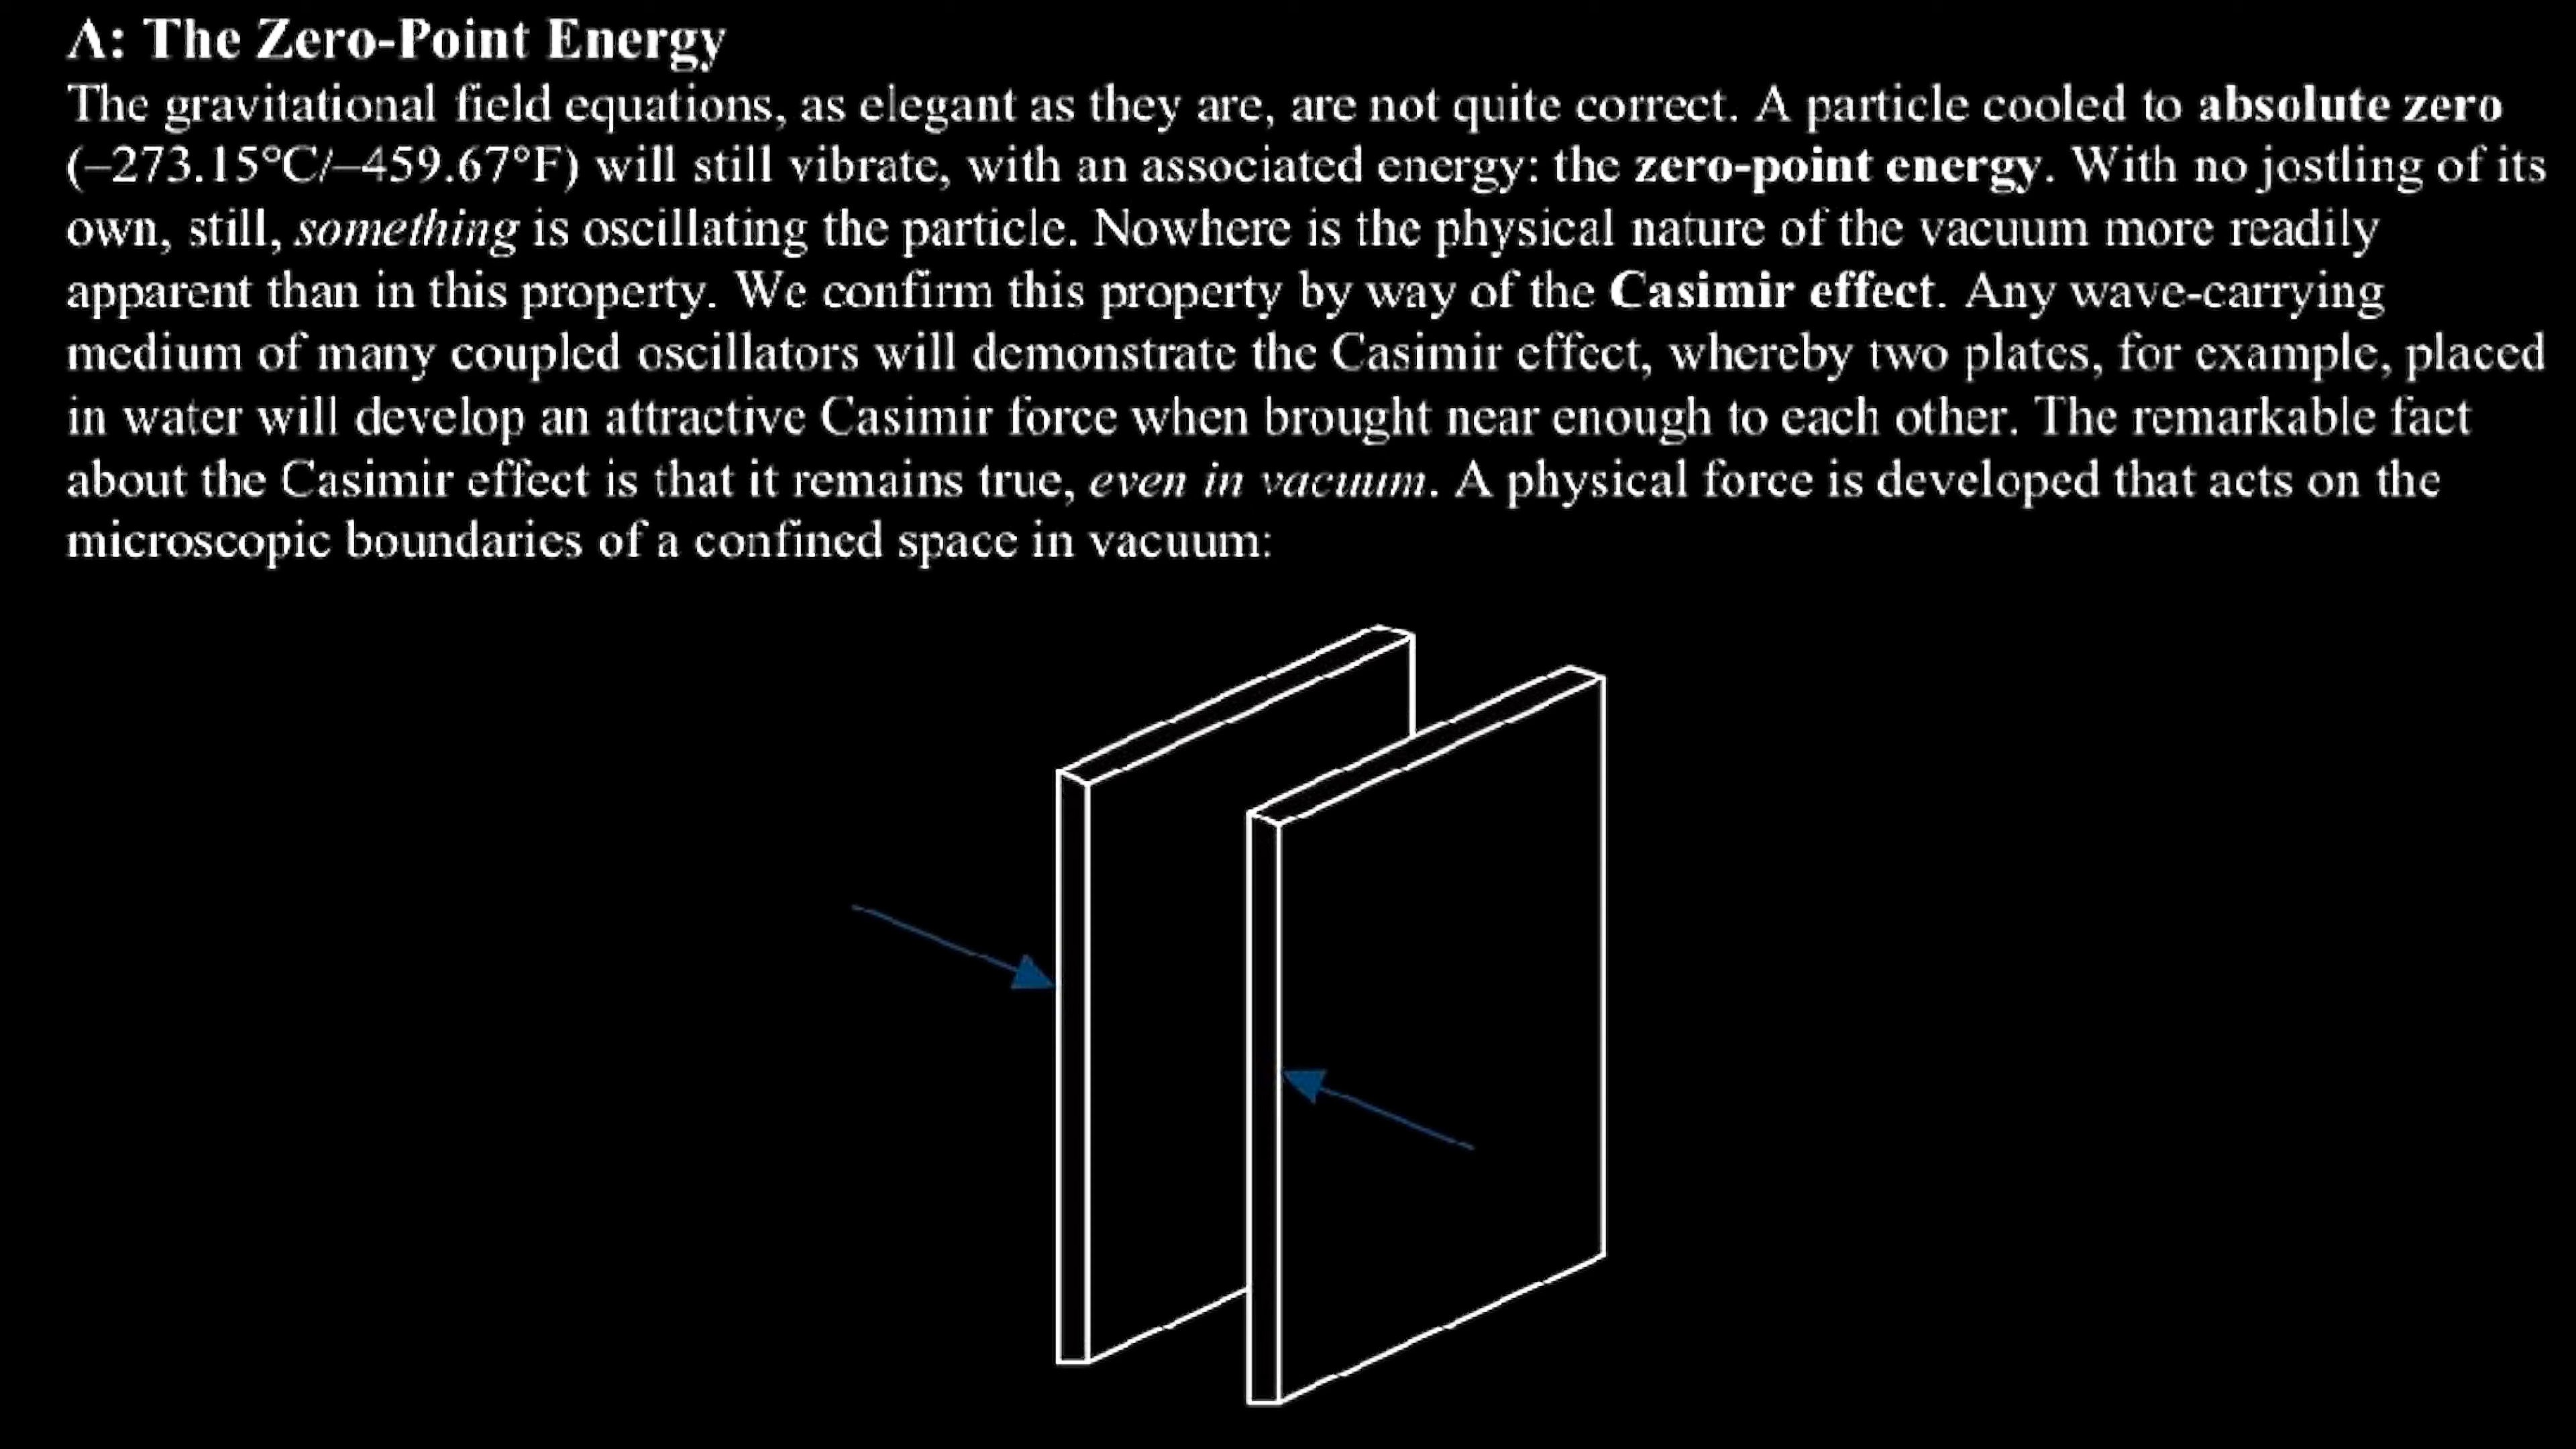 Λ: The Zero-Point Energy
The gravitational field equations, as elegant as they are, are not quite correct. A particle cooled to absolute zero
(–273.15°C/–459.67°F) will still vibrate, with an associated energy: the zero-point energy. With no jostling of its
own, still, something is oscillating the particle. Nowhere is the physical nature of the vacuum more readily
apparent than in this property. We confirm this property by way of the Casimir effect. Any wave-carrying
medium of many coupled oscillators will demonstrate the Casimir effect, whereby two plates, for example, placed
in water will develop an attractive Casimir force when brought near enough to each other. The remarkable fact
about the Casimir effect is that it remains true, even in vacuum. A physical force is developed that acts on the
microscopic boundaries of a confined space in vacuum: